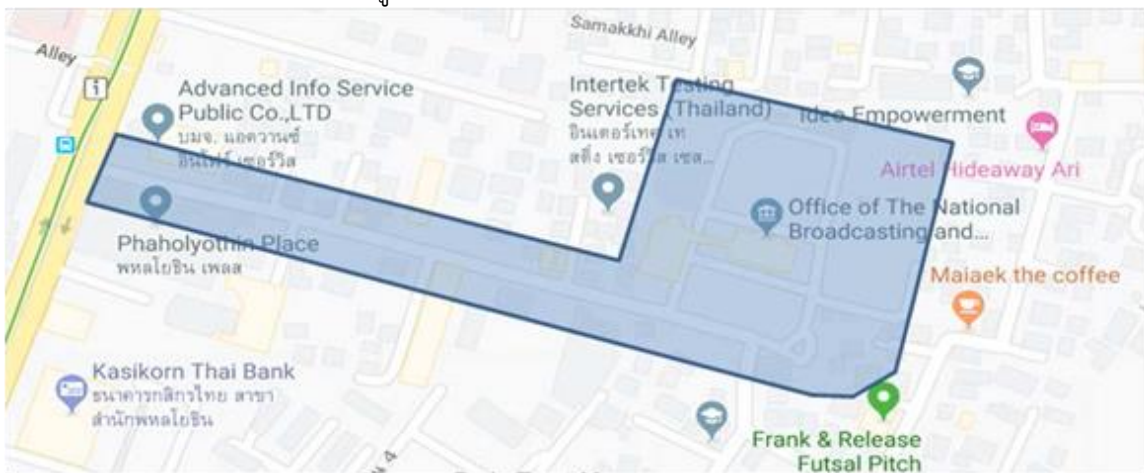 Samakkhi Alley
Alley
Advanced Info Service
Public Co.,LTD
บมจ. แอดวานซ์
อินโฟร์ เซอร์วิส
Intertek Testing
Services (Thailand)
อินเตอร์เทค เท
สติ้ง เซอร์วิส เซล...
Ideo Empowerment
Airtel Hideaway Ari
Office of The National
Broadcasting and...
Phaholyothin Place
พหลโยธิน เพลส
Maiaek the coffee
Kasikorn Thai Bank
ธนาคารกสิกรไทย สาขา
สำนักพหลโยธิน
Frank & Release
Futsal Pitch